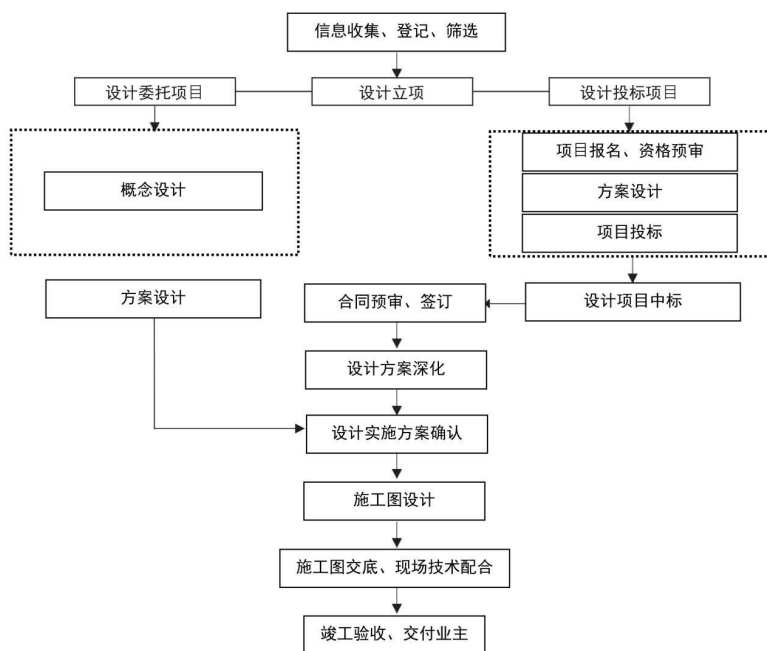 信息收集、登记、筛选
设计委托项目
设计立项
设计投标项目
概念设计
项目报名、资格预审
方案设计
项目投标
方案设计
合同预审、签订
设计项目中标
设计方案深化
设计实施方案确认
施工图设计
施工图交底、现场技术配合
竣工验收、交付业主